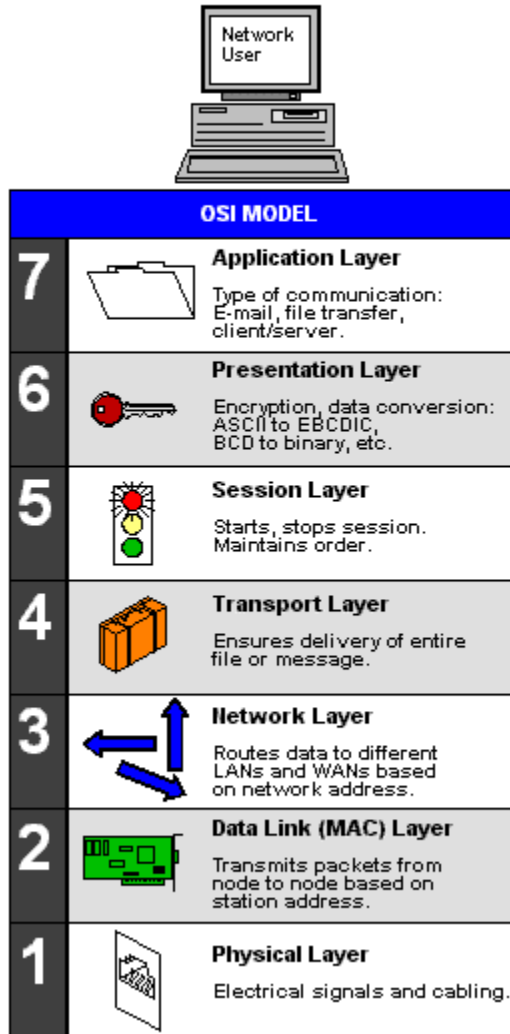 Network
User
OSI MODEL
7
Application Layer
Type of communication:
E-mail, file transfer,
client/server.
6
Presentation Layer
Encryption, data conversion:
ASCII to EBCDIC,
BCD to binary, etc.
5
Session Layer
Starts, stops session.
Maintains order.
4
Transport Layer
Ensures delivery of entire
file or message.
3
Network Layer
Routes data to different
LANs and WANs based
on network address.
2
Data Link (MAC) Layer
Transmits packets from
node to node based on
station address.
1
Physical Layer
Electrical signals and cabling.